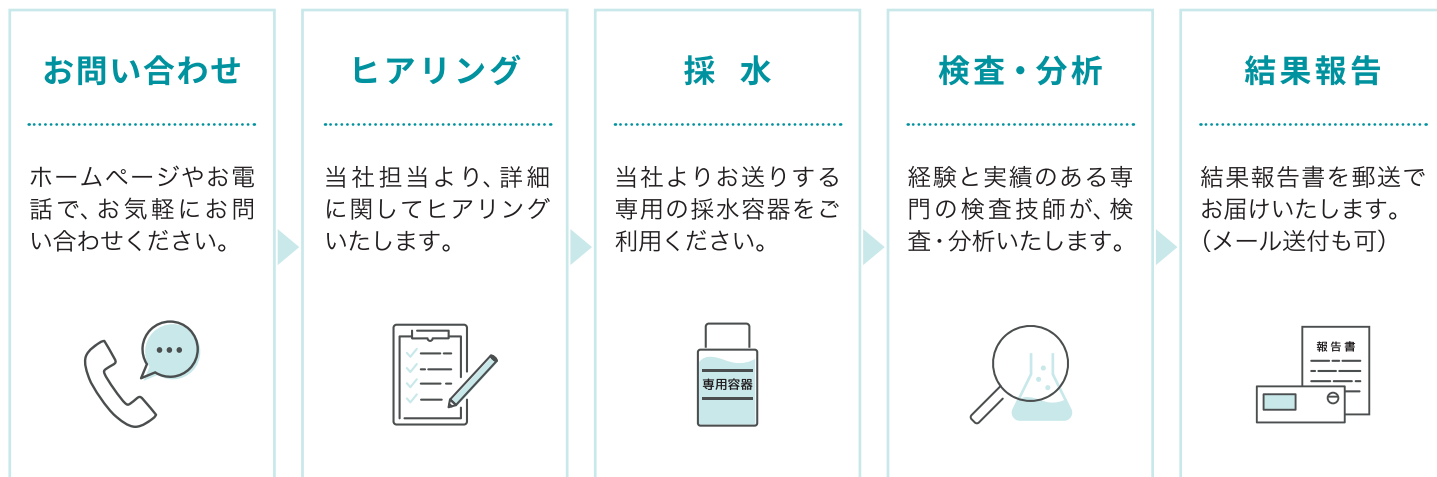 お問い合わせ
ホームページやお電
話で、お気軽にお問
い合わせください。
ヒアリング
当社担当より、詳細
に関してヒアリング
いたします。
採 水
当社よりお送りする
専用の採水容器をご
利用ください。
専用容器
検査・分析
経験と実績のある専
門の検査技師が、検
査・分析いたします。
結果報告
結果報告書を郵送で
お届けいたします。
（メール送付も可）
報告書